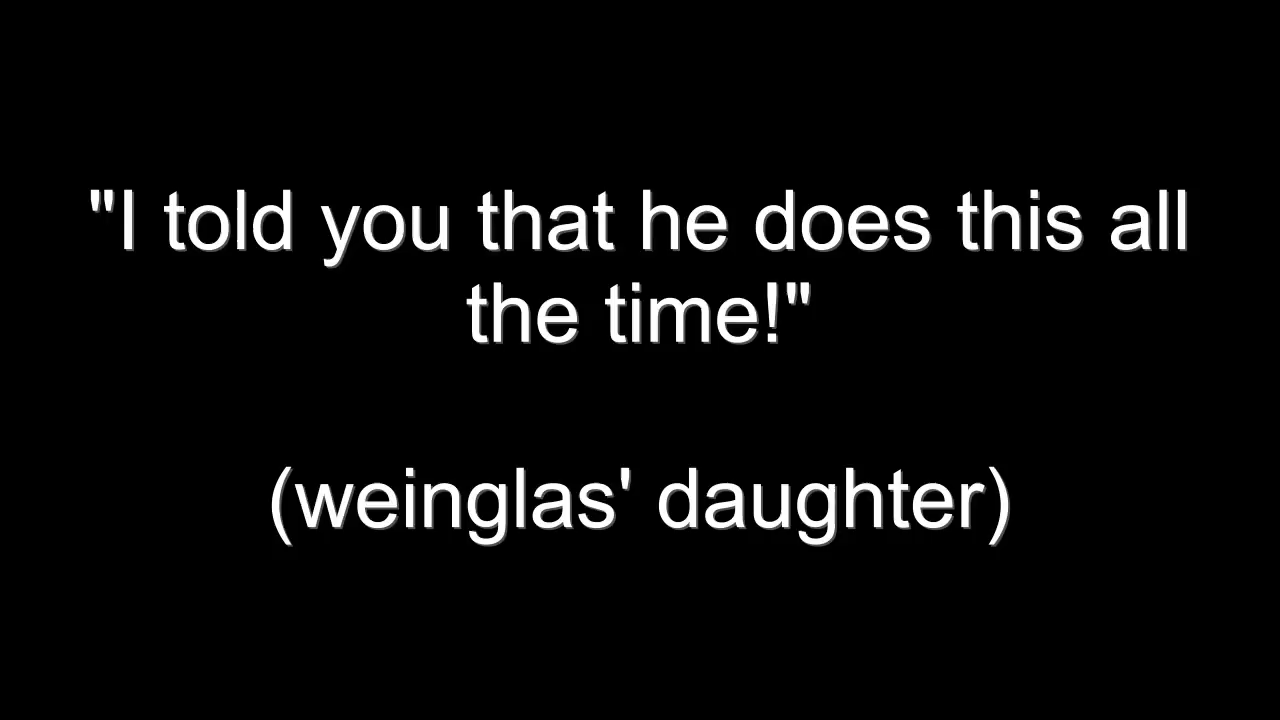 "I told you that he does this all
the time!"
(weinglas' daughter)